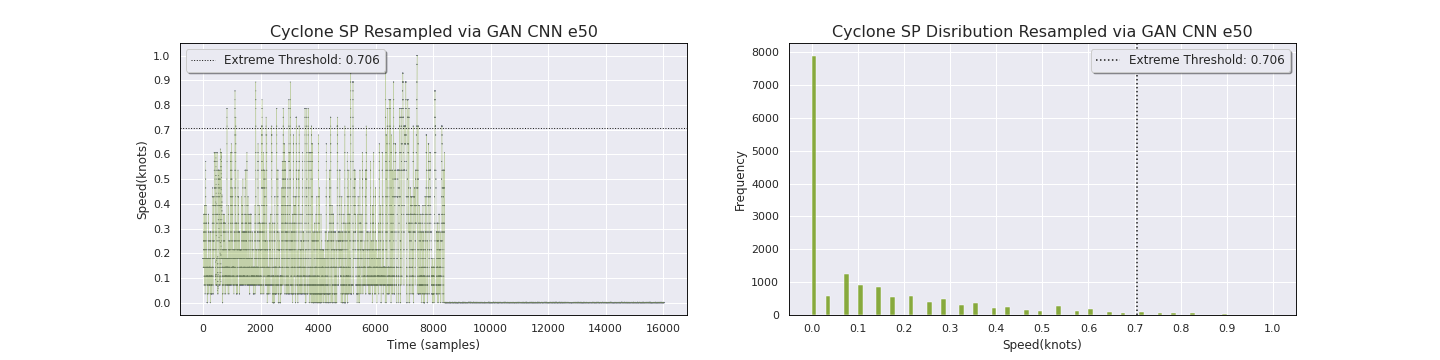 Cyclone SP Resampled via GAN CNN e50
Extreme Threshold: 0.706
1.0
0.9
0.8
0.7
0.6
0.5
0.4
0.3
0.2
0.1
0.0
Speed(knots)
0 2000 4000 6000 8000 10000 12000 14000 16000
Time (samples)
Cyclone SP Disribution Resampled via GAN CNN e50
Extreme Threshold: 0.706
8000
7000
6000
5000
4000
3000
2000
1000
0
Frequency
0.0 0.1 0.2 0.3 0.4 0.5 0.6 0.7 0.8 0.9 1.0
Speed(knots)